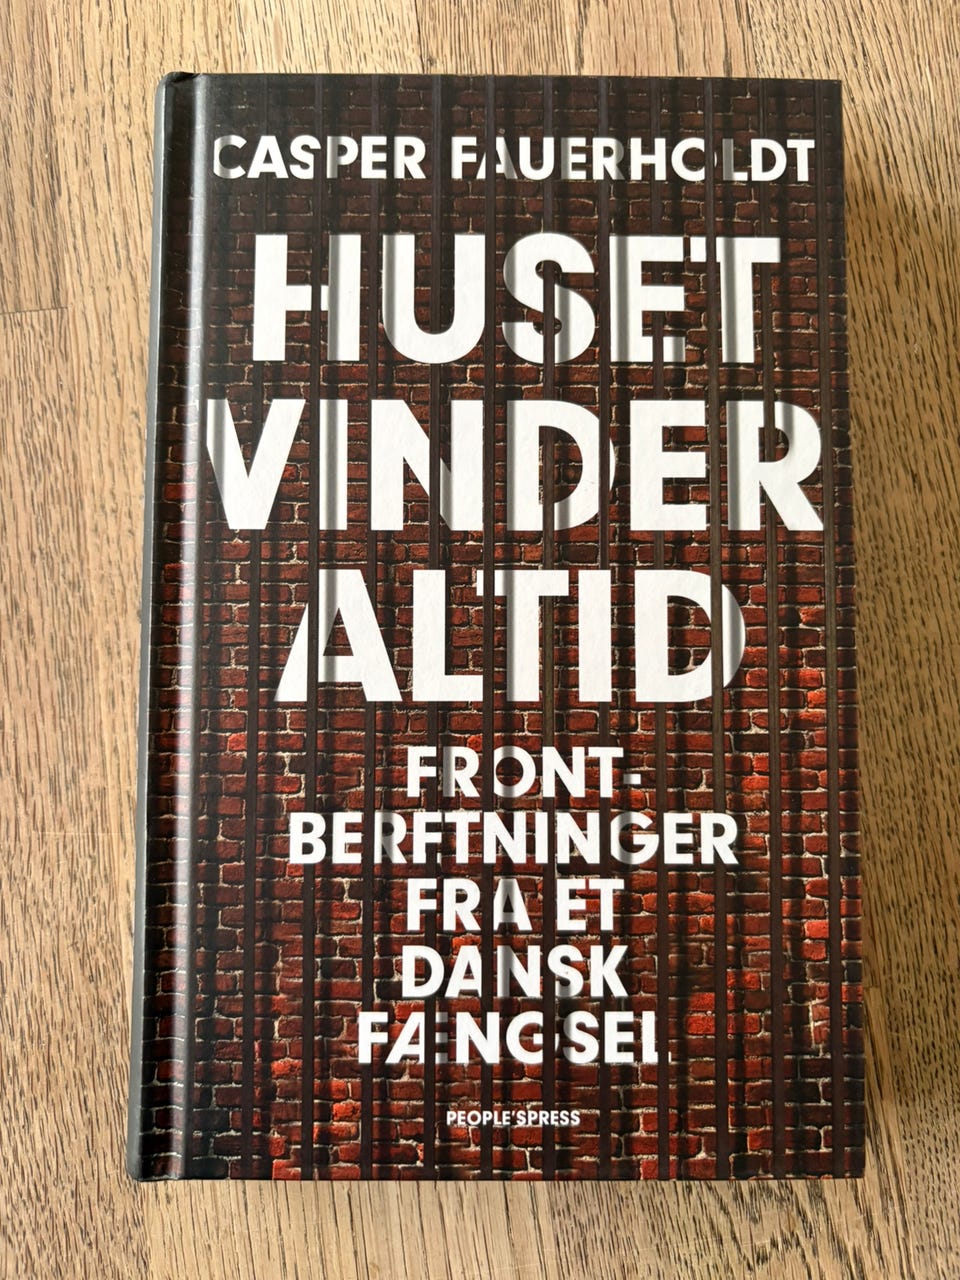 CASPER FAUERHOLDT
HUSET
VINDER
ALTID
FRONT-
BERETNINGER
FRA ET
DANSK
FÆNGSEL
PEOPLE'SPRESS